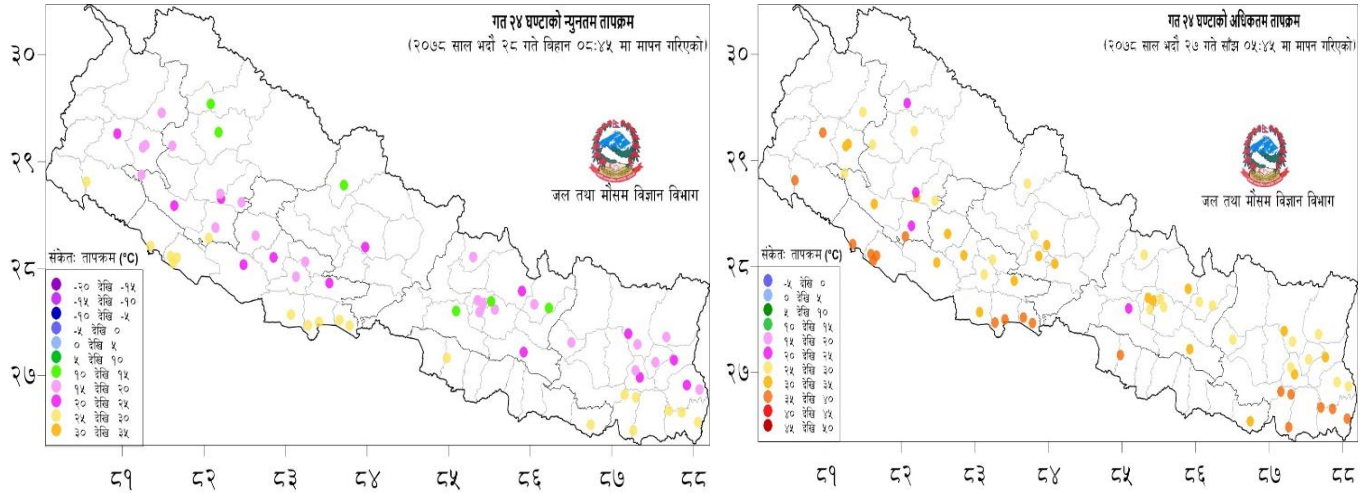 गत २४ घण्टाको न्युनतम तापक्रम
(२०७८ साल भदौ २८ गते विहान ०८:४५ मा मापन गरिएको)
३०
२९
२८
२७
जल तथा मौसम विज्ञान विभाग
संकेतः तापक्रम (°C)
-२० देखि -१५
-१५ देखि -१०
-१० देखि -५
-५ देखि ०
० देखि ५
५ देखि १०
१० देखि १५
१५ देखि २०
२० देखि २५
२५ देखि ३०
३० देखि ३५
८१ ८२ ८३ ८४ ८५ ८६ ८७ ८८
गत २४ घण्टाको अधिकतम तापक्रम
(२०७८ साल भदौ २७ गते साँझ ०५:४५ मा मापन गरिएको)
३०
२९
२८
२७
जल तथा मौसम विज्ञान विभाग
संकेतः तापक्रम (°C)
-५ देखि ०
० देखि ५
५ देखि १०
१० देखि १५
१५ देखि २०
२० देखि २५
२५ देखि ३०
३० देखि ३५
३५ देखि ४०
४० देखि ४५
४५ देखि ५०
८१ ८२ ८३ ८४ ८५ ८६ ८७ ८८